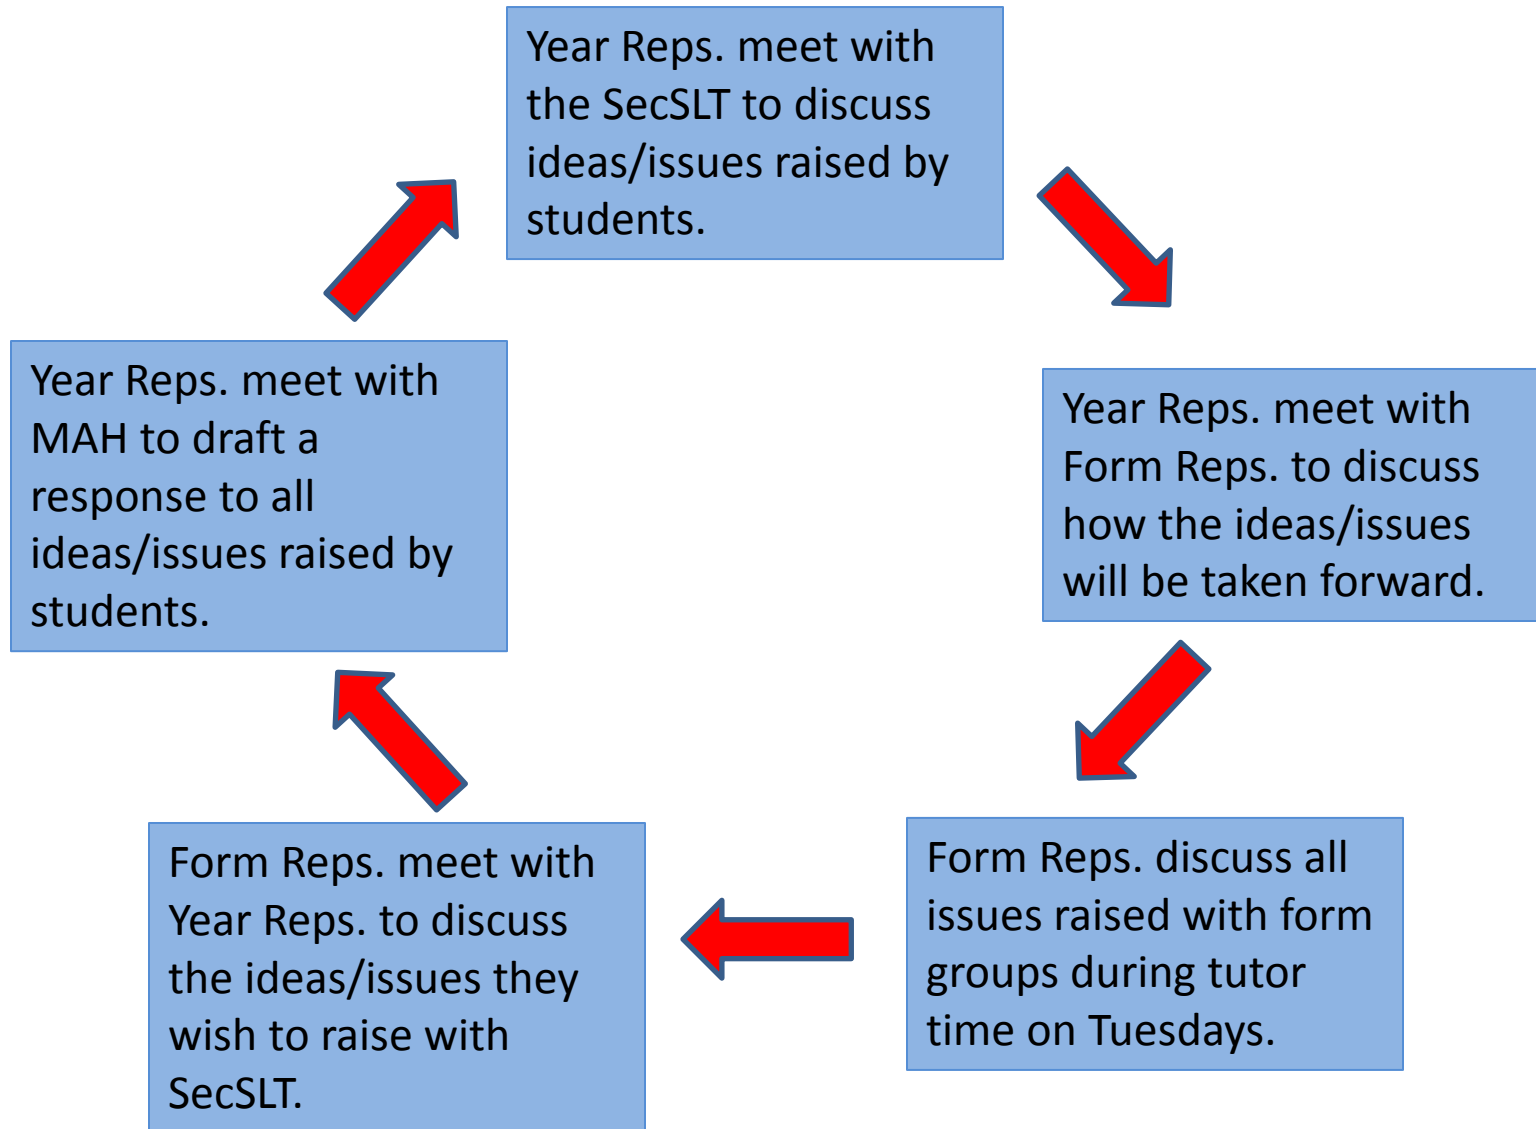 Year Reps. meet with
the SecSLT to discuss
ideas/issues raised by
students.
Year Reps. meet with
MAH to draft a
response to all
ideas/issues raised by
students.
Year Reps. meet with
Form Reps. to discuss
how the ideas/issues
will be taken forward.
Form Reps. meet with
Year Reps. to discuss
the ideas/issues they
wish to raise with
SecSLT.
Form Reps. discuss all
issues raised with form
groups during tutor
time on Tuesdays.